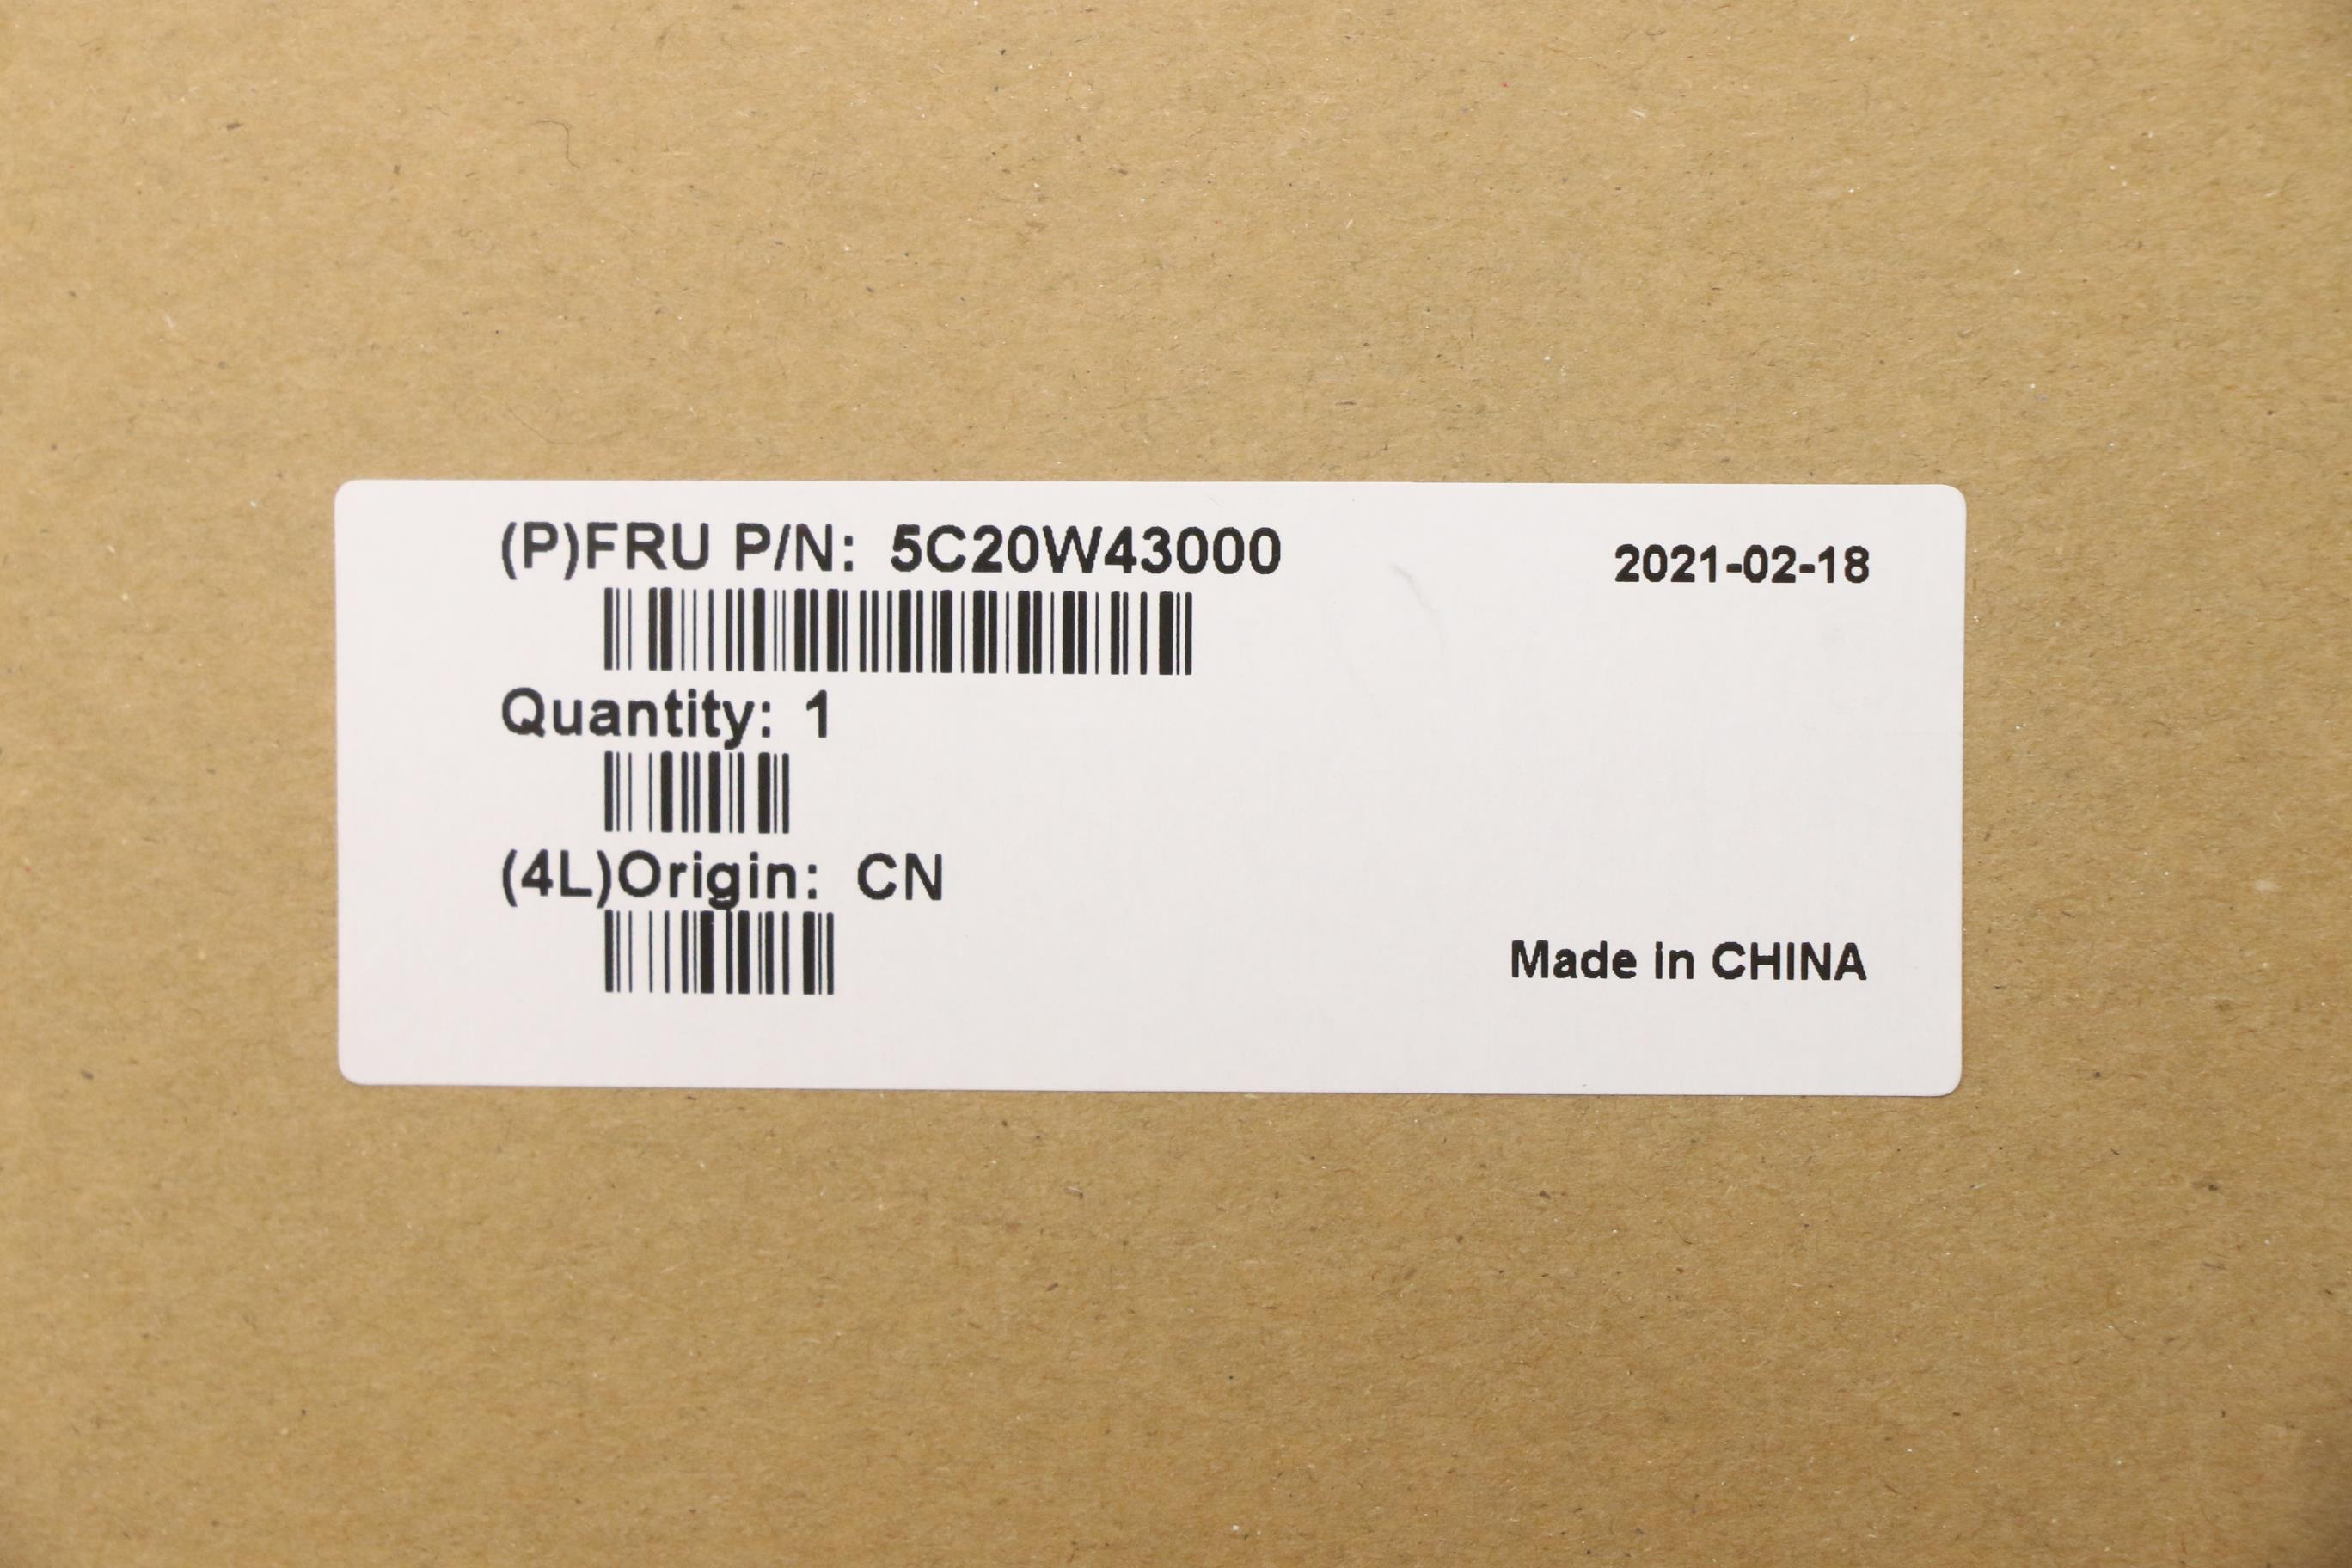 (P)FRU P/N: 5C20W43000
2021-02-18
Quantity: 1
(4L)Origin: CN
Made in CHINA